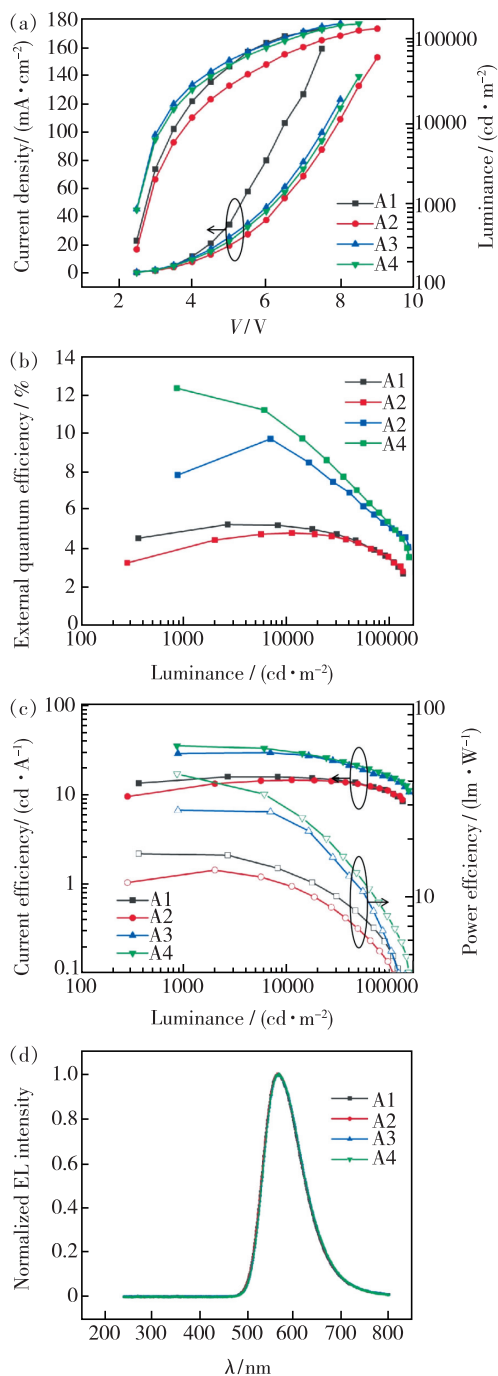 (a)
Current density/(mA·cm−2)
180
160
140
120
100
80
60
40
20
0
100000
10000
1000
100
Luminance/(cd·m−2)
A1
A2
A3
A4
2 4 6 8 10
V/V
(b)
External quantum efficiency/%
14
12
10
8
6
4
2
0
A1
A2
A2
A4
100 1000 10000 100000
Luminance/(cd·m−2)
(c)
Current efficiency/(cd·A−1)
100
10
1
0.1
100
10
Power effciency/(lm·W−1)
A1
A2
A3
A4
100 1000 10000 100000
Luminance/(cd·m−2)
(d)
Normalized EL intensity
1.0
0.8
0.6
0.4
0.2
0
A1
A2
A3
A4
200 300 400 500 600 700 800
λ/nm